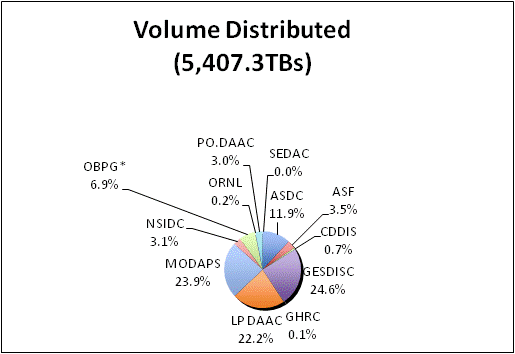 Volume Distributed
(5,407.3TBs)
PO.DAAC
3.0%
SEDAC
0.0%
OBPG*
6.9%
ORNL
0.2%
ASDC
11.9%
ASF
3.5%
NSIDC
3.1%
CDDIS
0.7%
MODAPS
23.9%
GESDISC
24.6%
LP DAAC
22.2%
GHRC
0.1%